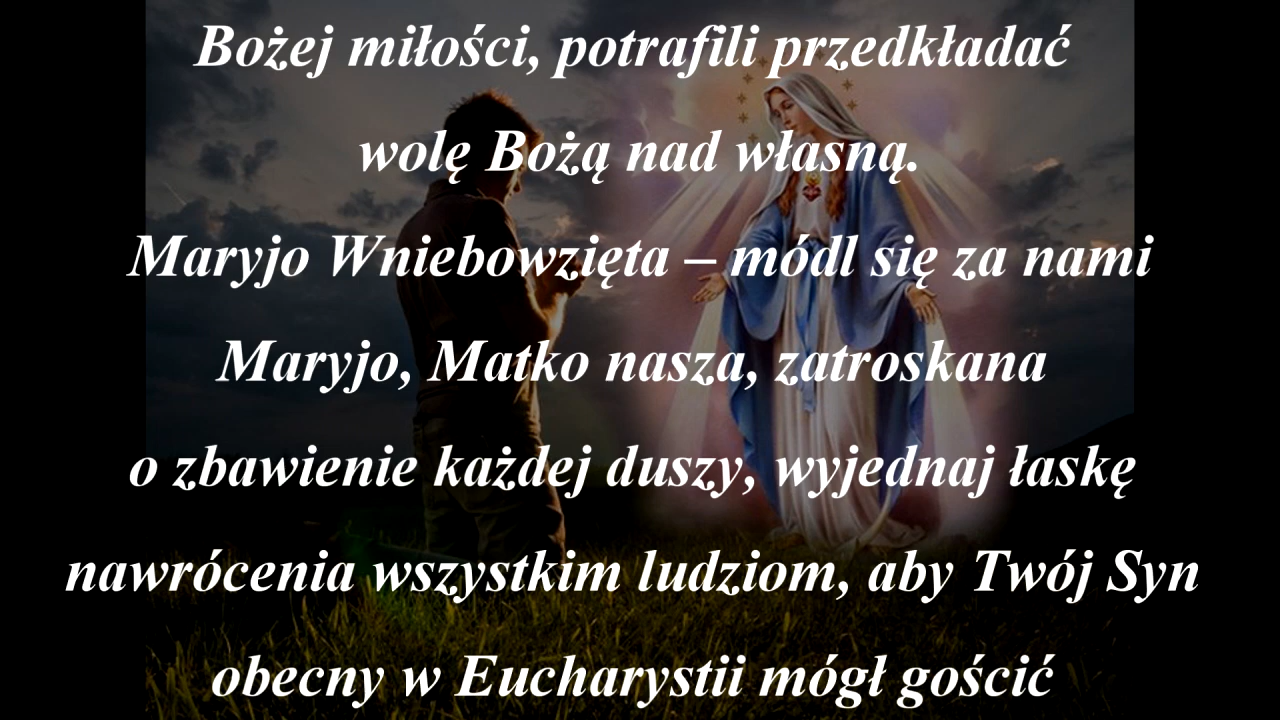 Bożej miłości, potrafili przedkładać
wolę Bożą nad własną.
Maryjo Wniebowzięta – módl się za nami
Maryjo, Matko nasza, zatroskana
o zbawienie każdej duszy, wyjednaj łaskę
nawrócenia wszystkim ludziom, aby Twój Syn
obecny w Eucharystii mógł gościć